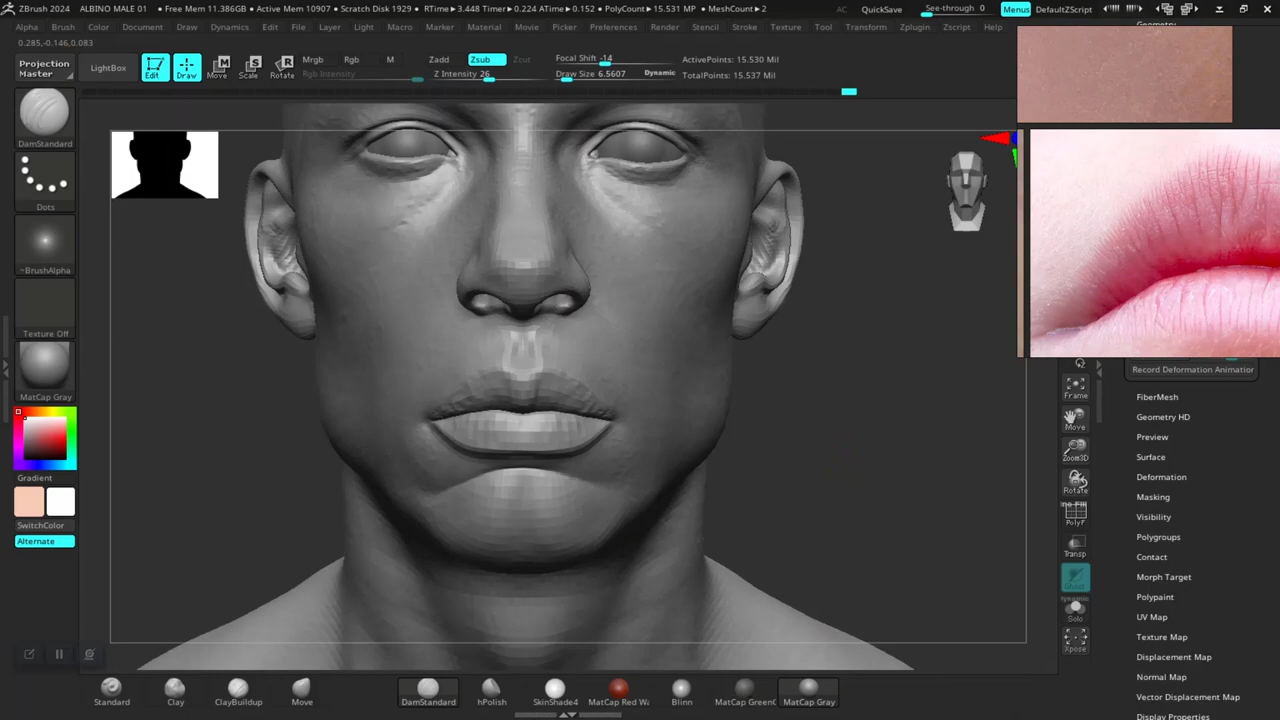 ZBrush 2024 ALBINO MALE 01 • Free Mem 11.386GB • Active Mem 10907 • Scratch Disk 1929 • RTime▸3.448 Timer▸0.224 ATime▸0.152 • PolyCount▸15.531 MP • MeshCount▸2 AC QuickSave See-through 0 Menus DefaultZScript
Alpha Brush Color Document Draw Dynamics Edit File Layer Light Macro Marker Material Movie Picker Preferences Render Stencil Stroke Texture Tool Transform Zplugin Zscript Help
0.285,-0.146,0.083
Projection Master
LightBox
Edit Draw Move Scale Rotate
Mrgb Rgb M
Rgb Intensity
Zadd Zsub Zcut
Z Intensity 26
Focal Shift -14
Draw Size 6.5607 Dynamic
ActivePoints: 15.530 Mil
TotalPoints: 15.537 Mil
DamStandard
Dots
~BrushAlpha
Texture Off
MatCap Gray
Gradient
SwitchColor
Alternate
Frame
Move
Zoom3D
Rotate
PolyF
Transp
Ghost
Dynamic
Solo
Xpose
Geometry
Record Deformation Animation
FiberMesh
Geometry HD
Preview
Surface
Deformation
Masking
Visibility
Polygroups
Contact
Morph Target
Polypaint
UV Map
Texture Map
Displacement Map
Normal Map
Vector Displacement Map
Display Properties
Standard Clay ClayBuildup Move DamStandard hPolish SkinShade4 MatCap Red Wa Blinn MatCap GreenC MatCap Gray